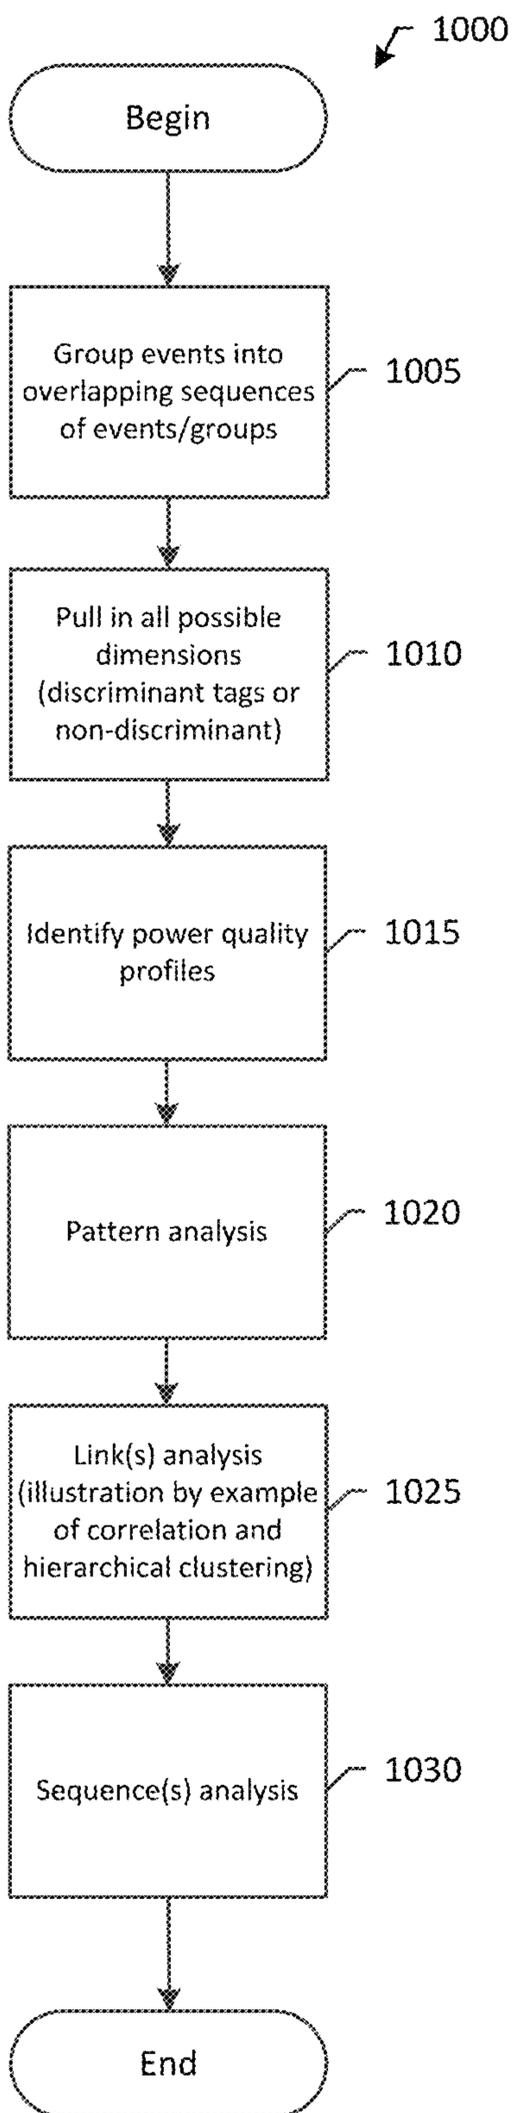 1000
Begin
Group events into
overlapping sequences
of events/groups
1005
Pull in all possible
dimensions
(discriminant tags or
non-discriminant)
1010
Identify power quality
profiles
1015
Pattern analysis
1020
Link(s) analysis
(illustration by example
of correlation and
hierarchical clustering)
1025
Sequence(s) analysis
1030
End